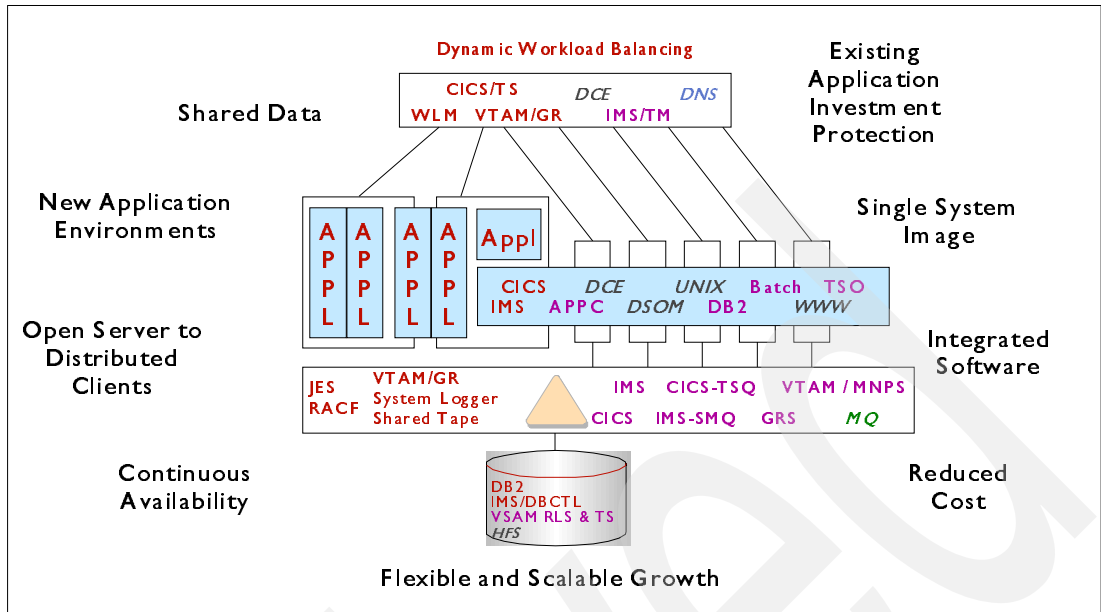 Dynamic Workload Balancing
CICS/TS DCE DNS
WLM VTAM/GR IMS/TM
Shared Data
Existing
Application
Investment
Protection
New Application
Environments
Single System
Image
A P P L
A P P L
A P P L
A P P L
Appl
CICS DCE UNIX Batch TSO
IMS APPC DSOM DB2 WWW
Open Server to
Distributed
Clients
Integrated
Software
JES
RACF
VTAM/GR
System Logger
Shared Tape
IMS CICS-TSQ VTAM / MNPS
CICS IMS-SMQ GRS MQ
Continuous
Availability
Reduced
Cost
DB2
IMS/DBCTL
VSAM RLS & TS
HFS
Flexible and Scalable Growth